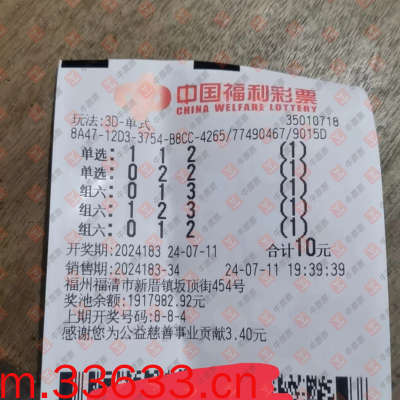 中国福利彩票
CHINA WELFARE LOTTERY
玩法:3D-单式 35010718
8A47-12D3-3754-B8CC-4265/77490467/9015D
单选: 1 1 2 (1)
单选: 0 2 2 (1)
组六: 0 1 3 (1)
组六: 1 2 3 (1)
组六: 0 1 2 (1)
开奖期:2024183 24-07-11 合计10元
销售期:2024183-34 24-07-11 19:39:39
福州福清市新厝镇坂顶街454号
奖池余额:1917982.92元
上期开奖号码:8-8-4
感谢您为公益慈善事业贡献3.40元
m.33633.cn